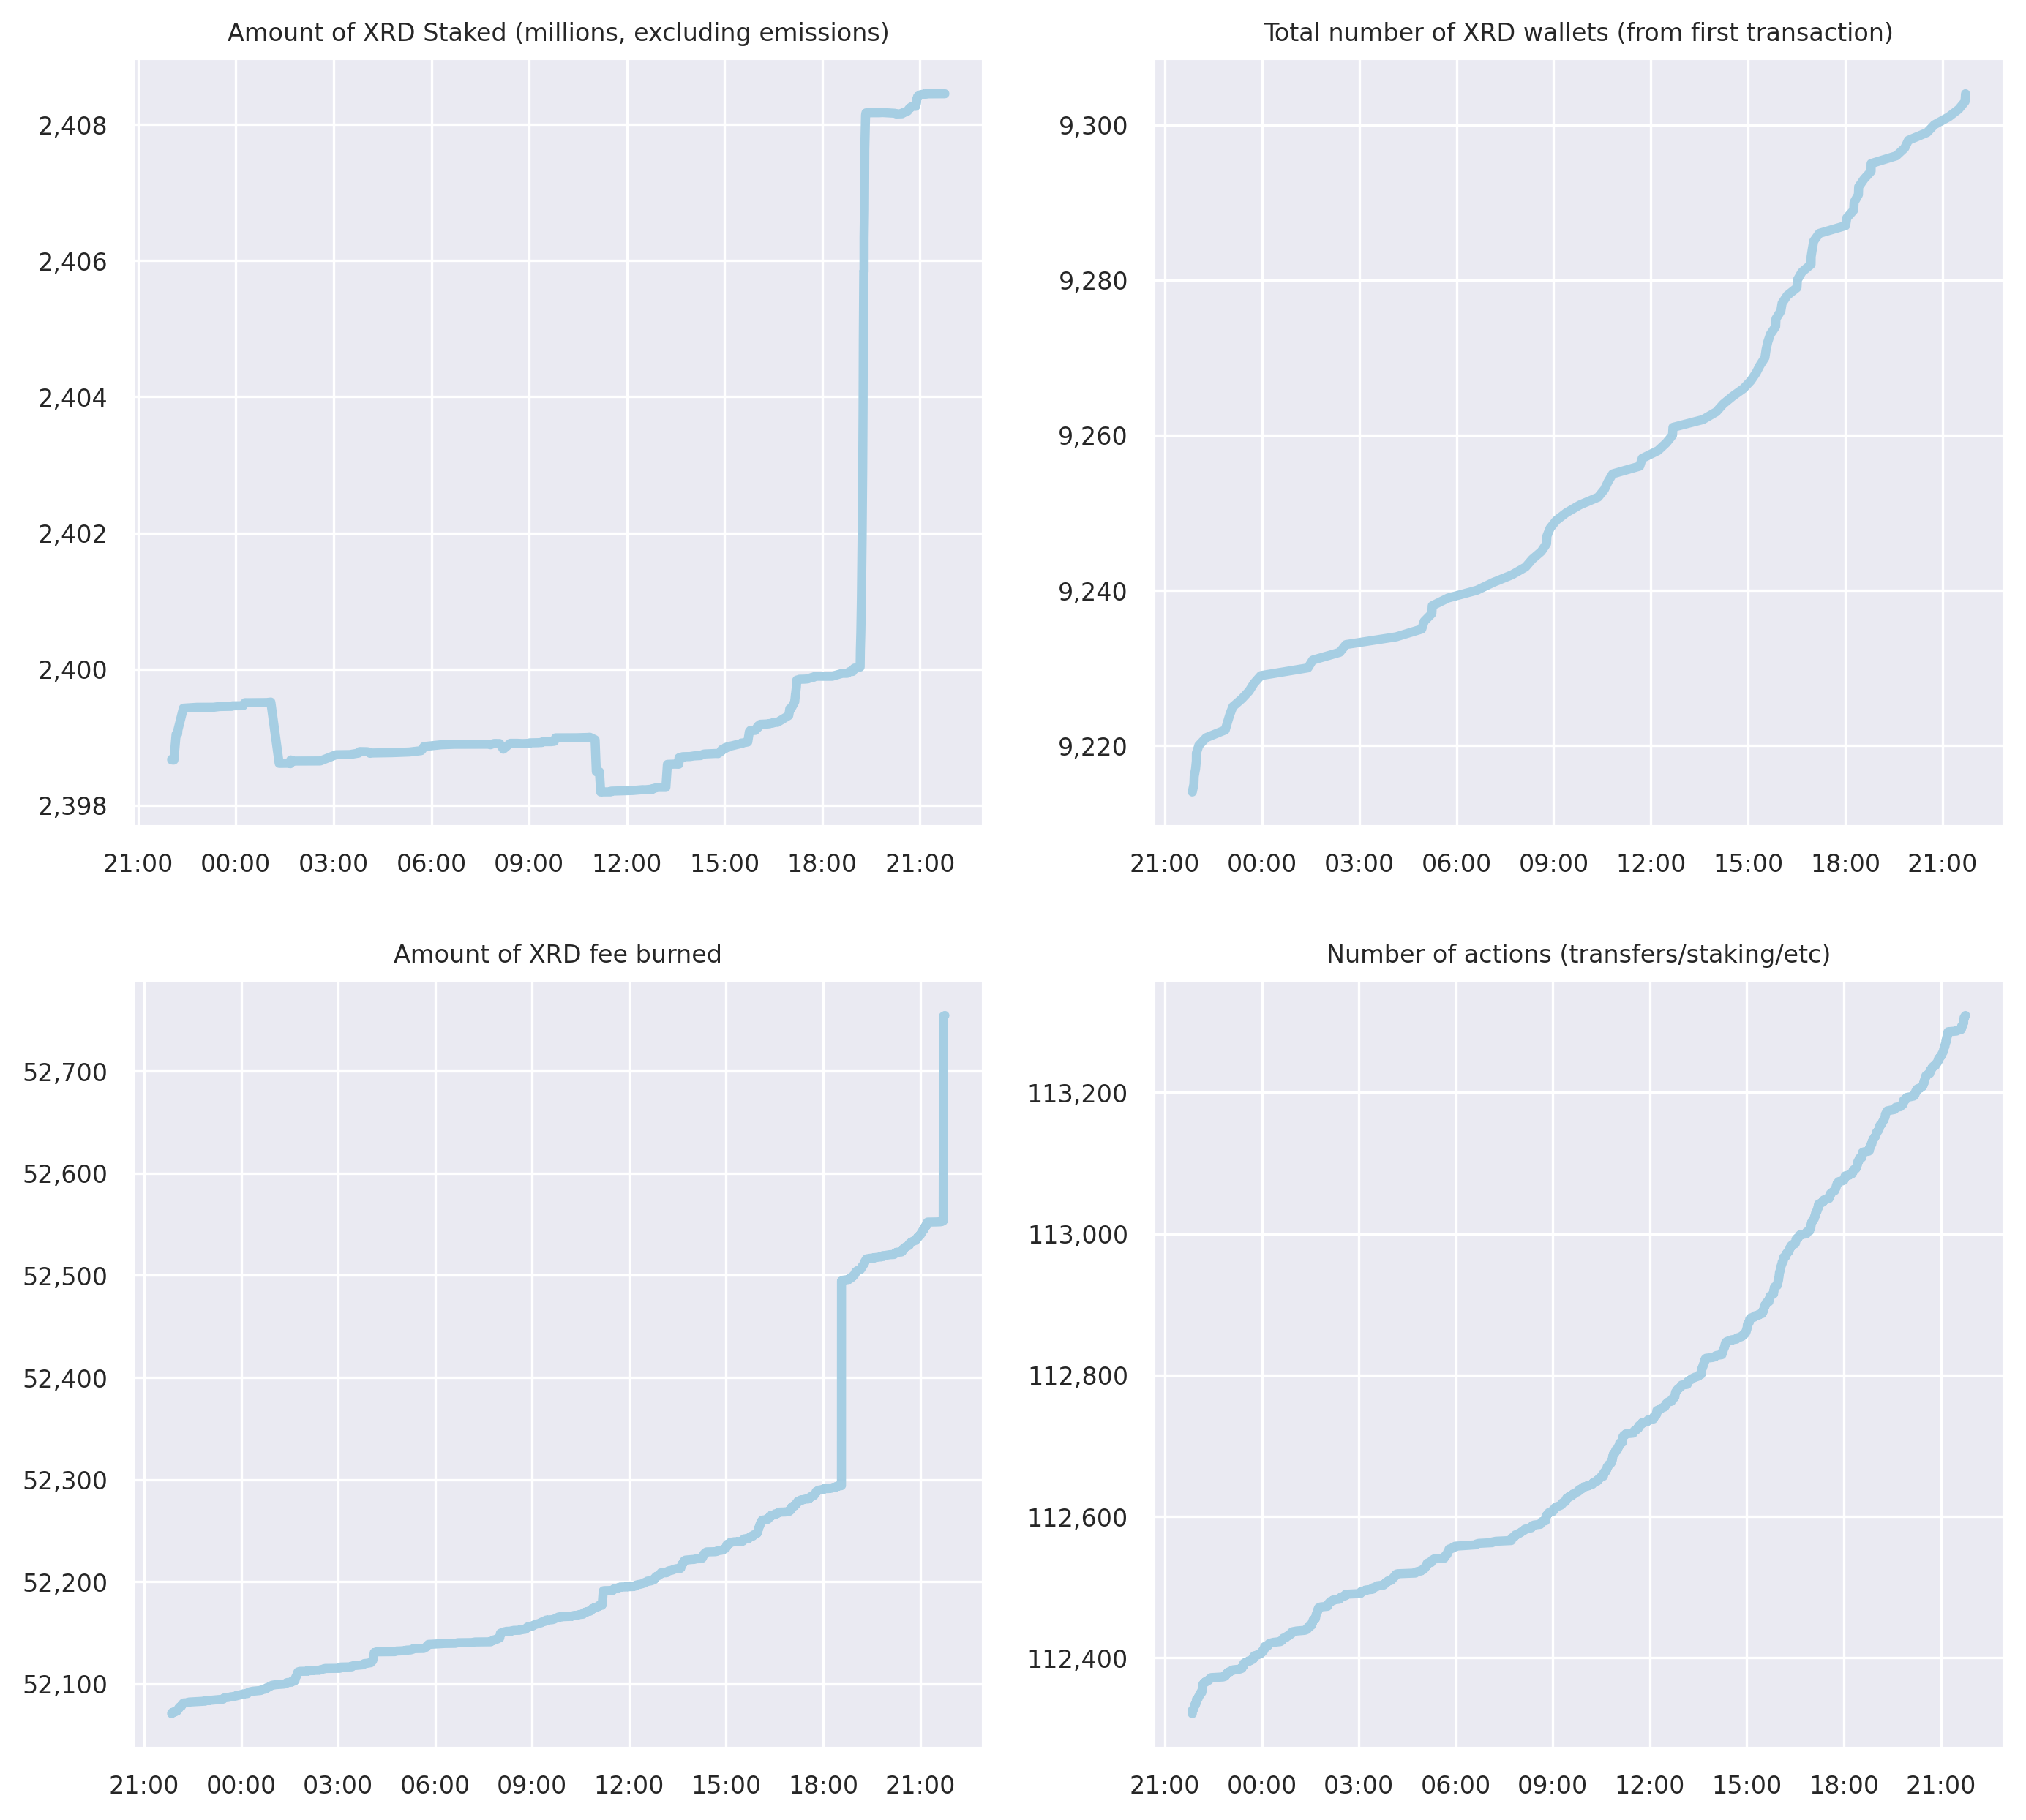 Amount of XRD Staked (millions, excluding emissions)
2,408
2,406
2,404
2,402
2,400
2,398
21:00 00:00 03:00 06:00 09:00 12:00 15:00 18:00 21:00
Total number of XRD wallets (from first transaction)
9,300
9,280
9,260
9,240
9,220
21:00 00:00 03:00 06:00 09:00 12:00 15:00 18:00 21:00
Amount of XRD fee burned
52,700
52,600
52,500
52,400
52,300
52,200
52,100
21:00 00:00 03:00 06:00 09:00 12:00 15:00 18:00 21:00
Number of actions (transfers/staking/etc)
113,200
113,000
112,800
112,600
112,400
21:00 00:00 03:00 06:00 09:00 12:00 15:00 18:00 21:00